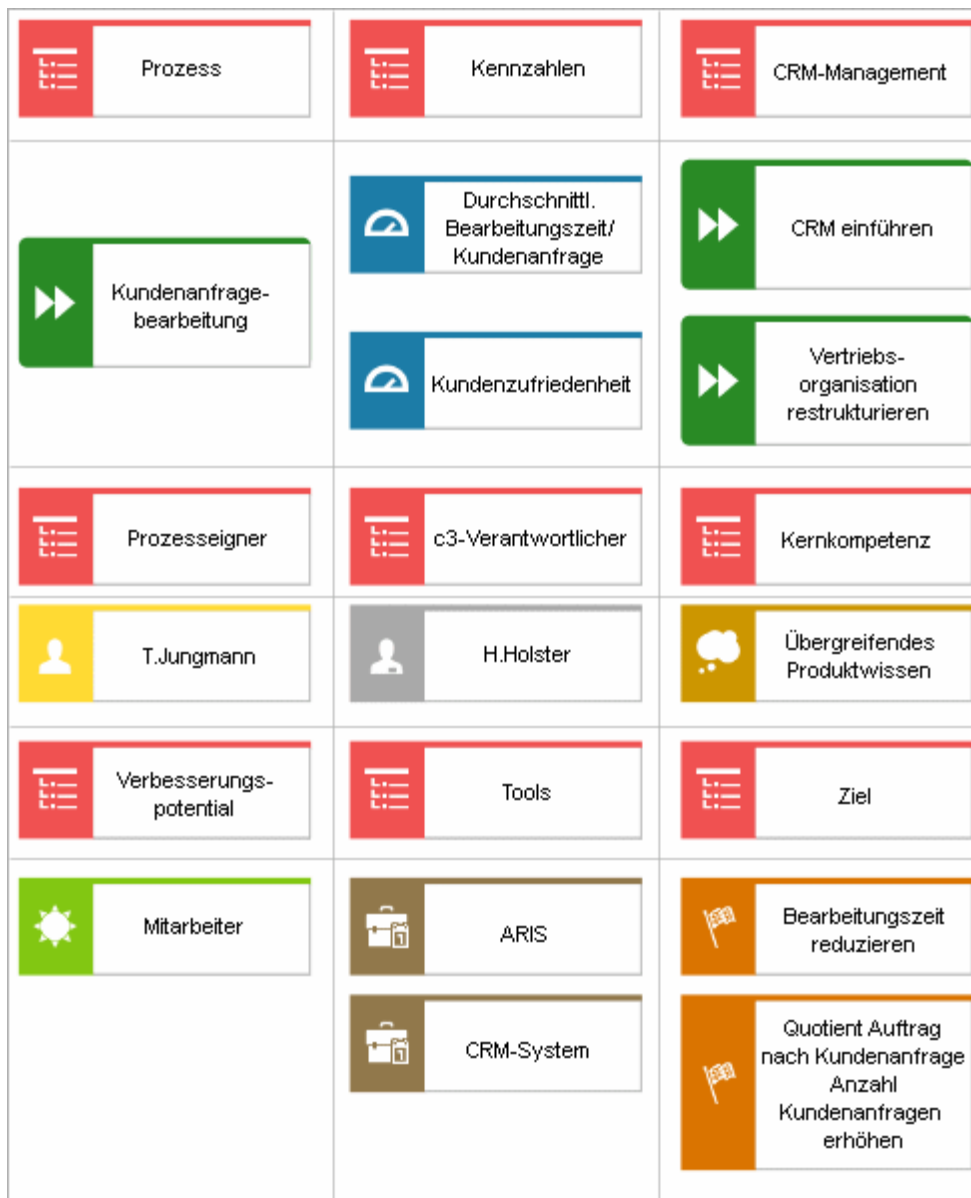 Prozess
Kennzahlen
CRM-Management
Kundenanfrage-
bearbeitung
Durchschnittl.
Bearbeitungszeit/
Kundenanfrage
Kundenzufriedenheit
CRM einführen
Vertriebs-
organisation
restrukturieren
Prozesseigner
c3-Verantwortlicher
Kernkompetenz
T.Jungmann
H.Holster
Übergreifendes
Produktwissen
Verbesserungs-
potential
Tools
Ziel
Mitarbeiter
ARIS
CRM-System
Bearbeitungszeit
reduzieren
Quotient Auftrag
nach Kundenanfrage
Anzahl
Kundenanfragen
erhöhen